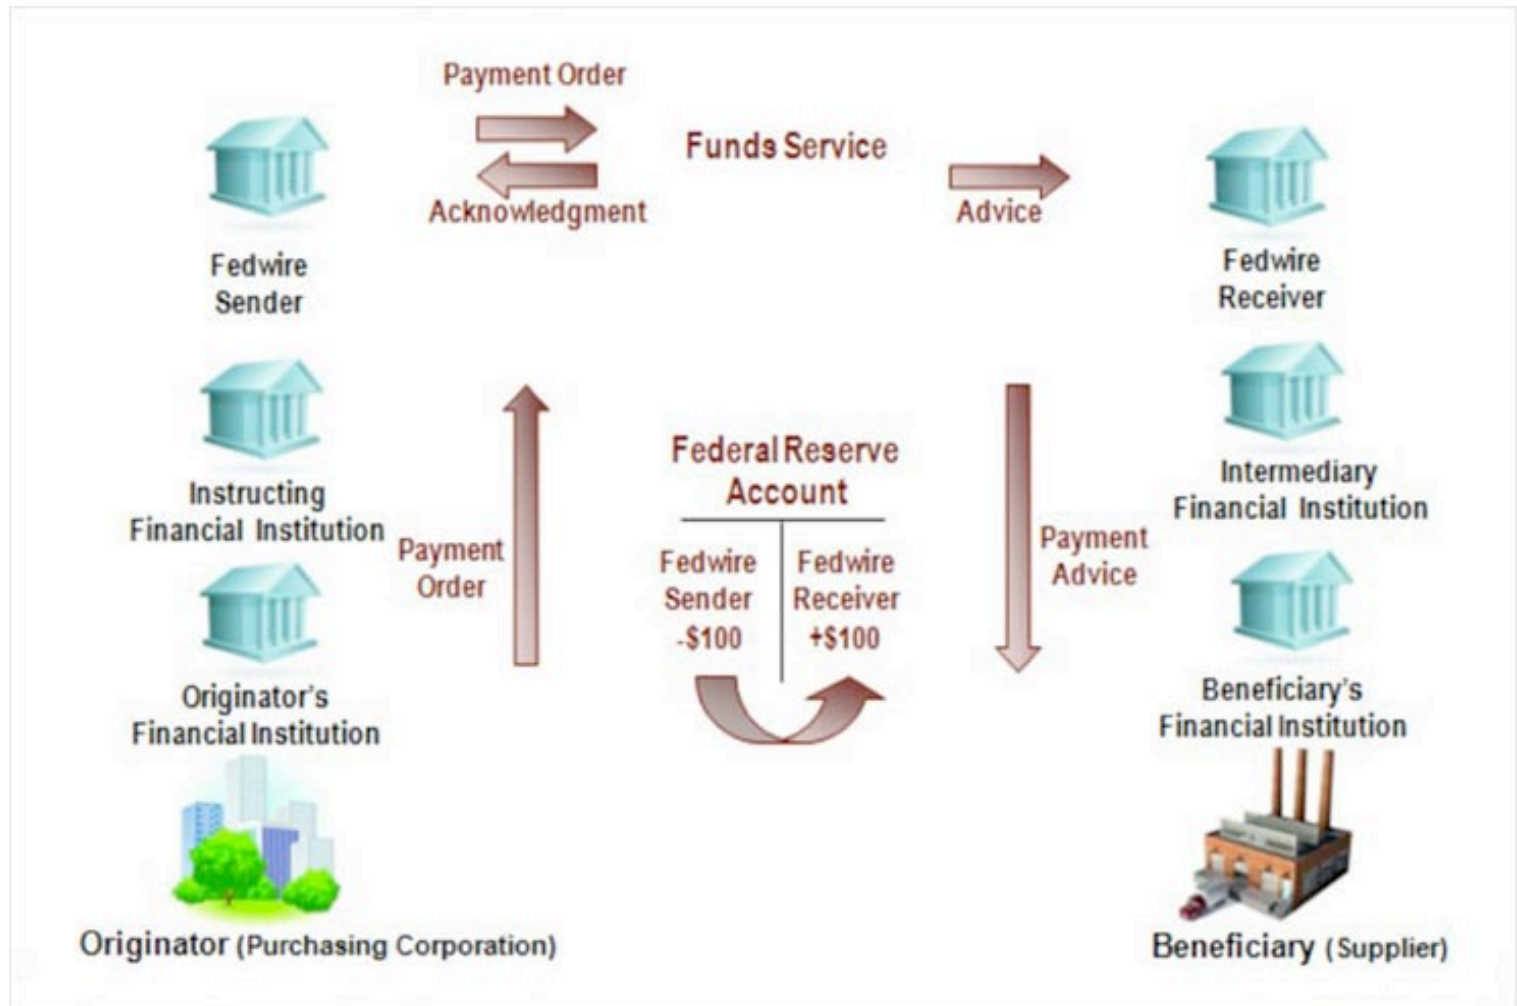 Payment Order
Funds Service
Acknowledgment
Advice
Fedwire
Sender
Fedwire
Receiver
Instructing
Financial Institution
Intermediary
Financial Institution
Payment
Order
Federal Reserve
Account
Fedwire
Sender
-$100
Fedwire
Receiver
+$100
Payment
Advice
Originator's
Financial Institution
Beneficiary's
Financial Institution
Originator (Purchasing Corporation)
Beneficiary (Supplier)